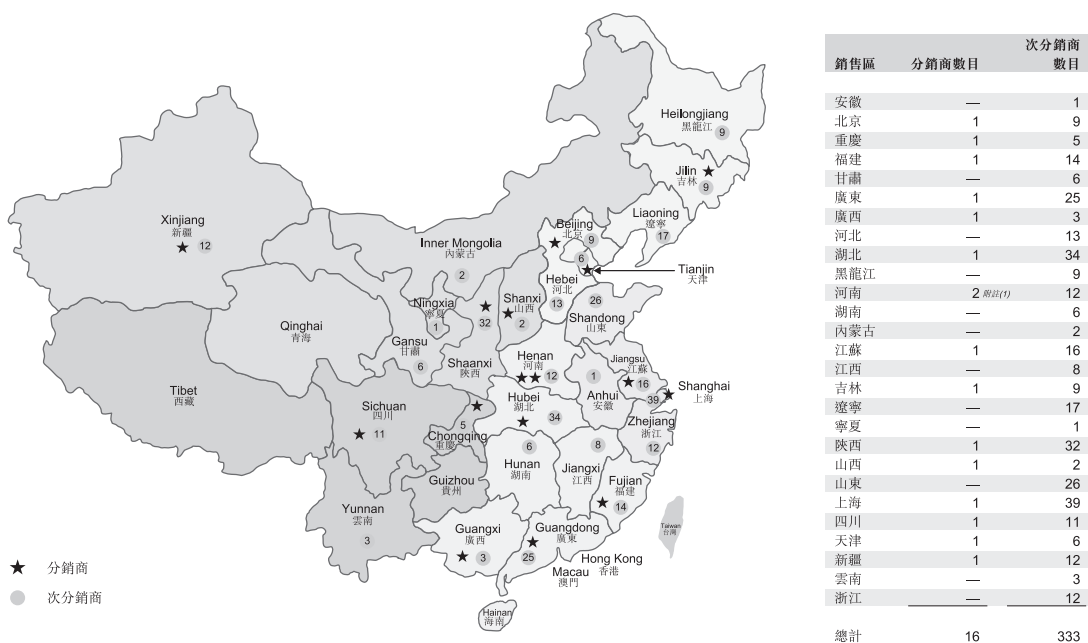 Heilongjiang
黑龍江
9
Jilin
吉林
9
Liaoning
遼寧
17
Xinjiang
新疆
12
Inner Mongolia
內蒙古
2
Beijing
北京
9
6
Tianjin
天津
Hebei
河北
13
Ningxia
寧夏
1
32
Shanxi
山西
2
26
Shandong
山東
Qinghai
青海
Gansu
甘肅
6
Shaanxi
陝西
Henan
河南
12
Jiangsu
江蘇
16
1
Anhui
安徽
39
Shanghai
上海
Tibet
西藏
Sichuan
四川
11
5
Chongqing
重慶
Hubei
湖北
34
Zhejiang
浙江
12
6
Hunan
湖南
8
Jiangxi
江西
Guizhou
貴州
Fujian
福建
14
Yunnan
雲南
3
Guangxi
廣西
3
Guangdong
廣東
25
Taiwan
台灣
Hong Kong
香港
Macau
澳門
Hainan
海南
分銷商
次分銷商
次分銷商
銷售區 分銷商數目 數目
安徽 — 1
北京 1 9
重慶 1 5
福建 1 14
甘肅 — 6
廣東 1 25
廣西 1 3
河北 — 13
湖北 1 34
黑龍江 — 9
河南 2 附註(1) 12
湖南 — 6
內蒙古 — 2
江蘇 1 16
江西 — 8
吉林 1 9
遼寧 — 17
寧夏 — 1
陝西 1 32
山西 1 2
山東 — 26
上海 1 39
四川 1 11
天津 1 6
新疆 1 12
雲南 — 3
浙江 — 12
總計 16 333